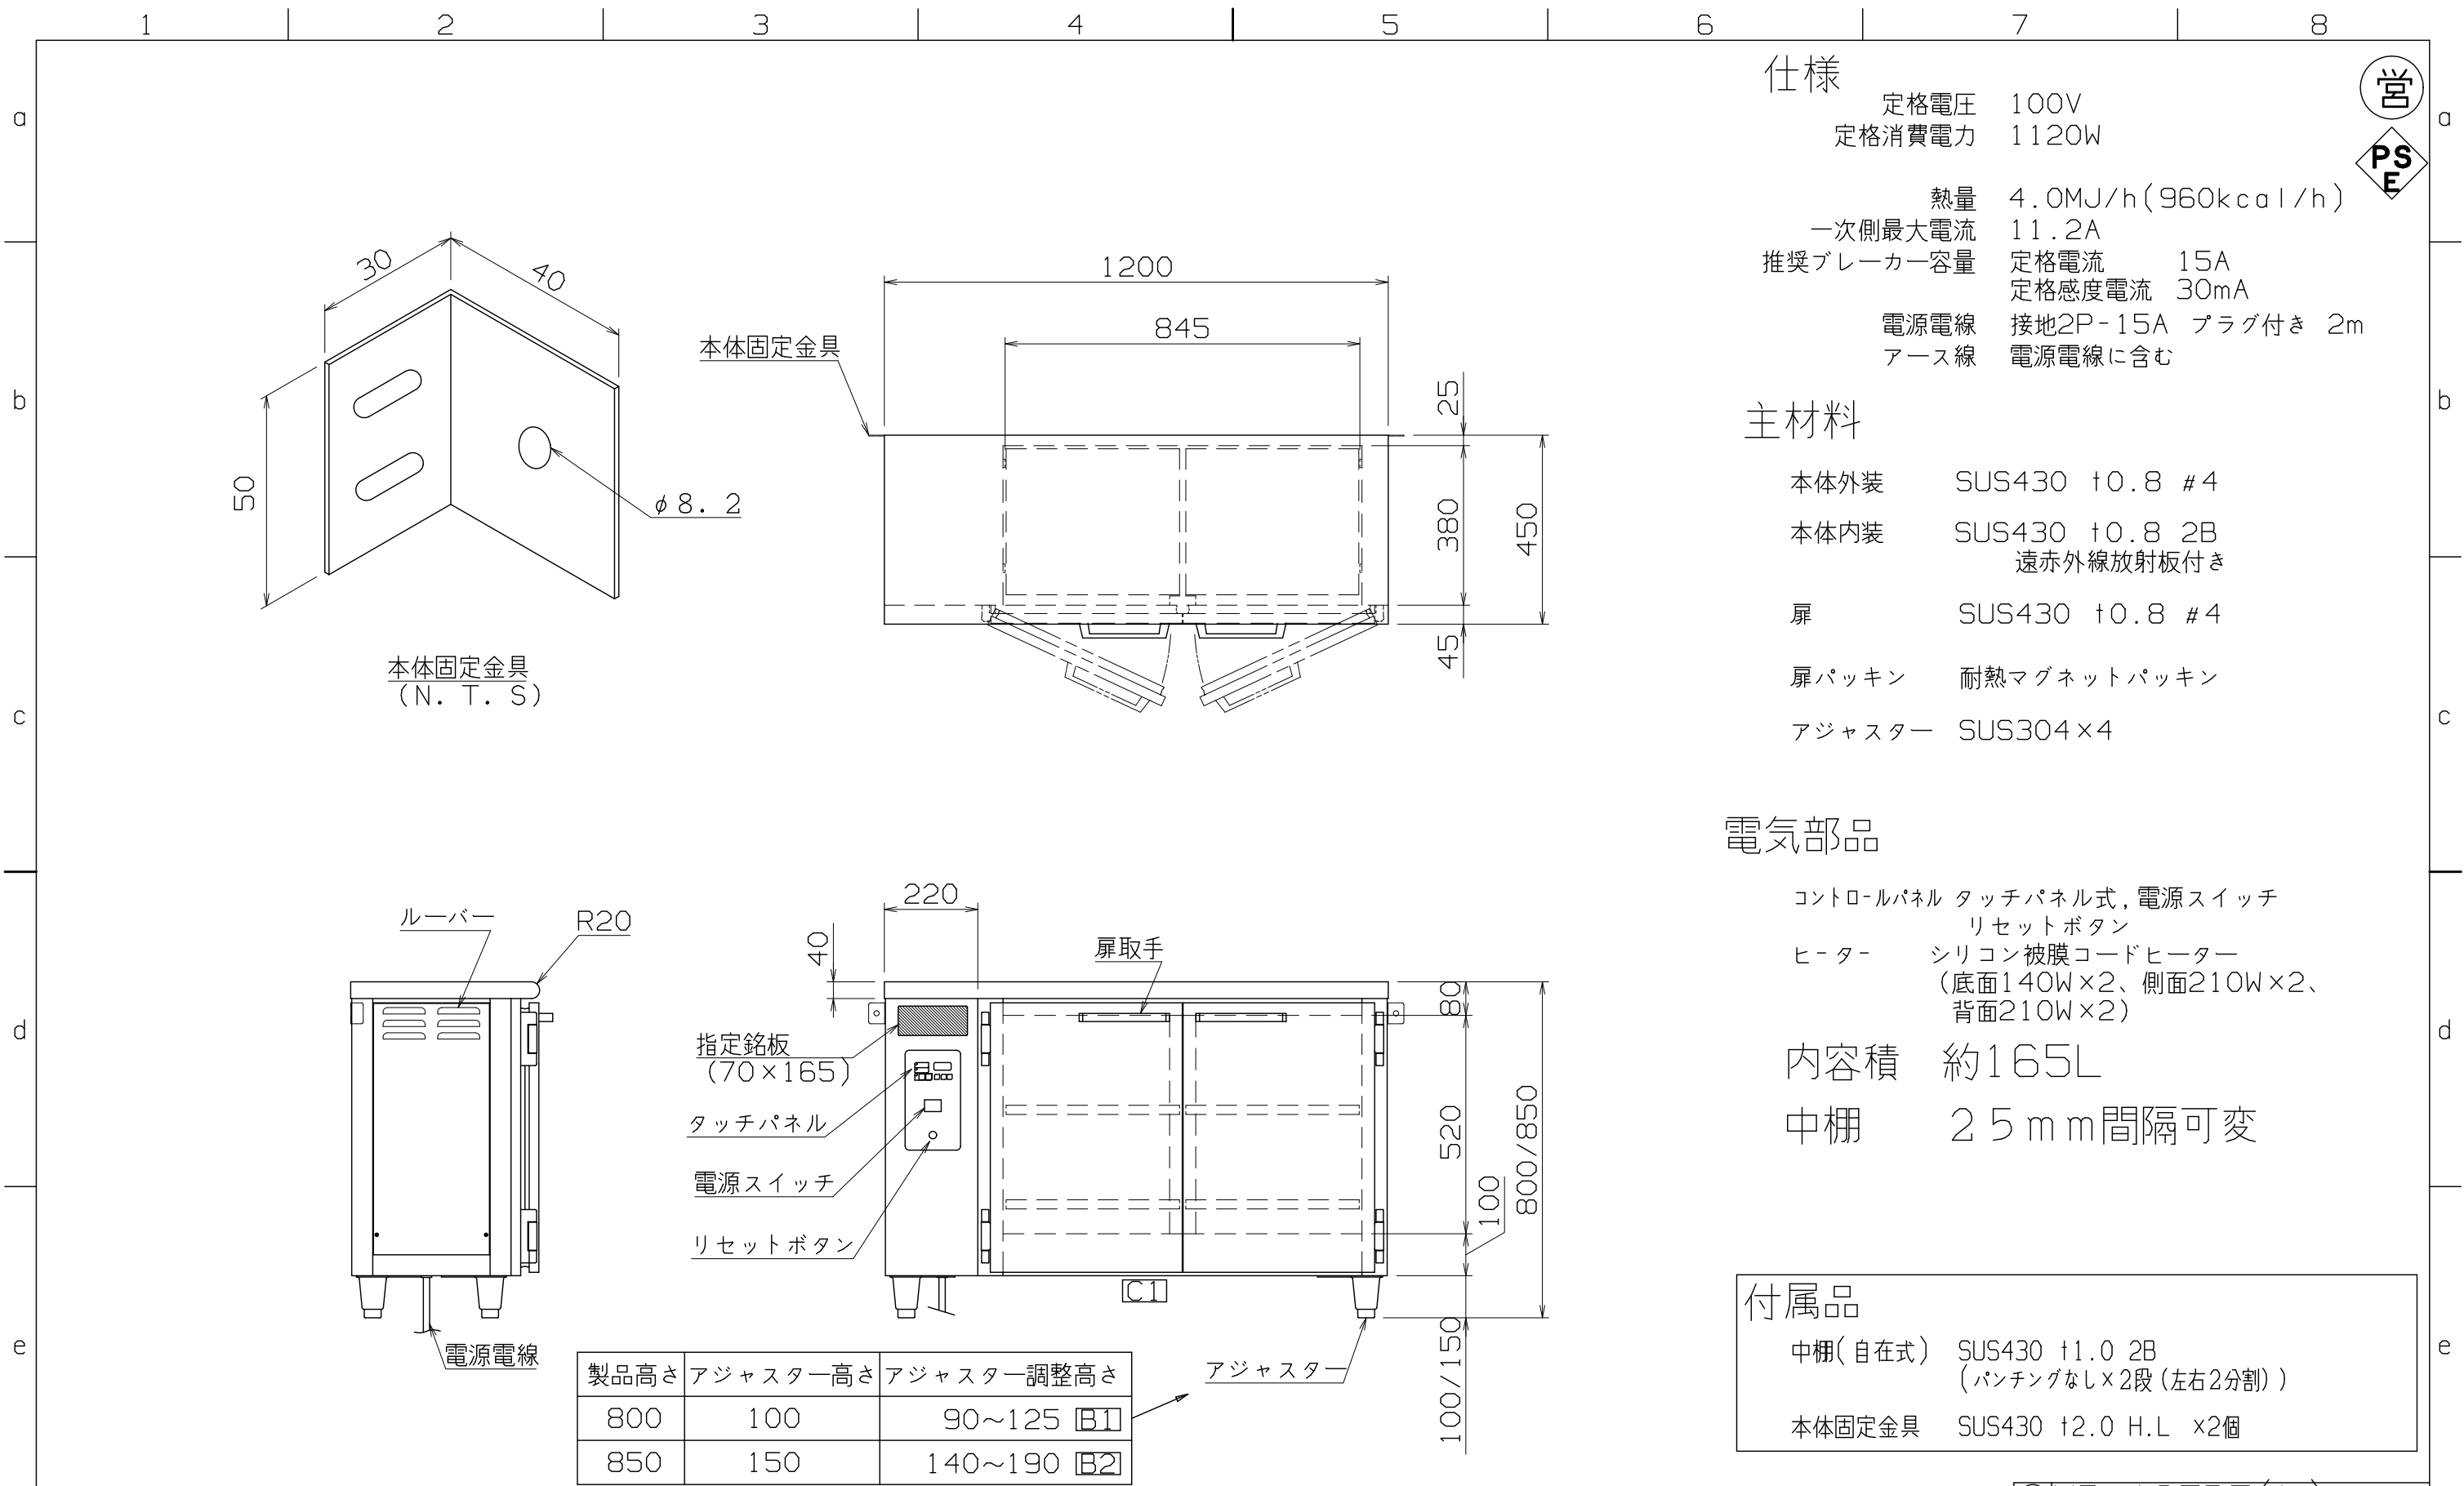 1 2 3 4 5 6 7 8
a
b
c
d
e
a
b
c
d
e
30
40
50
φ8. 2
本体固定金具
(N. T. S)
1200
845
本体固定金具
25
380
450
45
ルーバー
R20
電源電線
220
40
扉取手
指定銘板
(70×165)
タッチパネル
電源スイッチ
リセットボタン
80
520
100
800/850
100/150
C1
アジャスター
製品高さ アジャスター高さ アジャスター調整高さ
800 100 90~125 B1
850 150 140~190 B2
仕様
営
PS
E
定格電圧 100V
定格消費電力 1120W
熱量 4.0MJ/h(960kcal/h)
一次側最大電流 11.2A
推奨ブレーカー容量 定格電流 15A
定格感度電流 30mA
電源電線 接地2P-15A プラグ付き 2m
アース線 電源電線に含む
主材料
本体外装 SUS430 t0.8 #4
本体内装 SUS430 t0.8 2B
遠赤外線放射板付き
扉 SUS430 t0.8 #4
扉パッキン 耐熱マグネットパッキン
アジャスター SUS304×4
電気部品
コントロールパネル タッチパネル式,電源スイッチ
リセットボタン
ヒーター シリコン被膜コードヒーター
(底面140W×2、側面210W×2、
背面210W×2)
内容積 約165L
中棚 25mm間隔可変
付属品
中棚(自在式) SUS430 t1.0 2B
(パンチングなし×2段(左右2分割))
本体固定金具 SUS430 t2.0 H.L ×2個